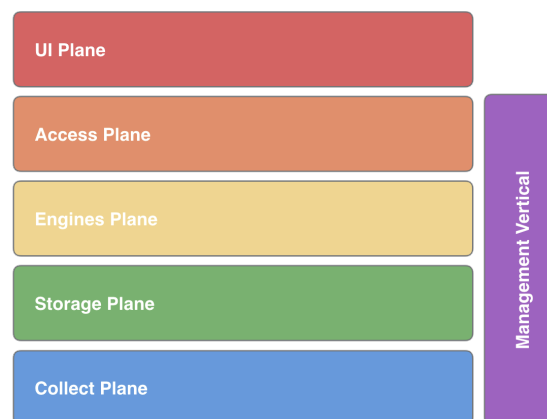 UI Plane
Access Plane
Engines Plane
Storage Plane
Collect Plane
Management Vertical